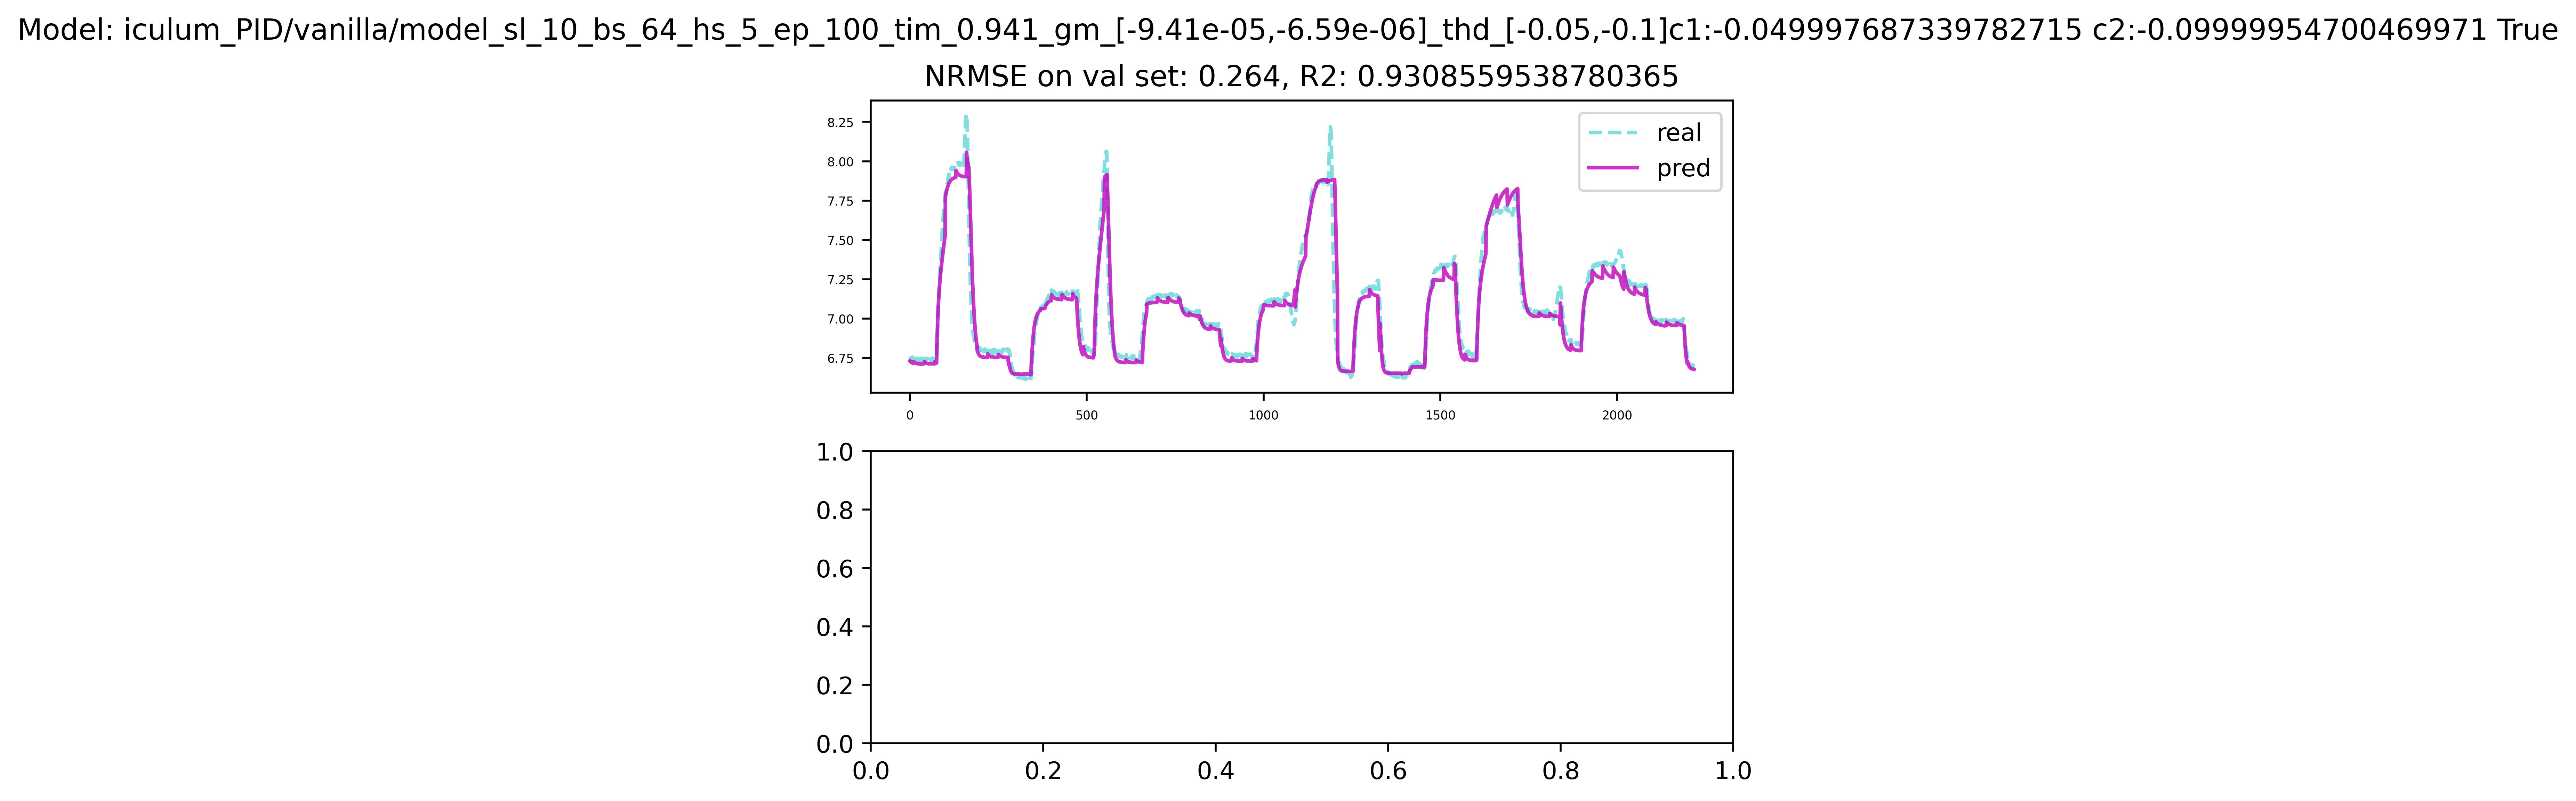 Model: iculum_PID/vanilla/model_sl_10_bs_64_hs_5_ep_100_tim_0.941_gm_[-9.41e-05,-6.59e-06]_thd_[-0.05,-0.1]c1:-0.049997687339782715 c2:-0.09999954700469971 True
NRMSE on val set: 0.264, R2: 0.9308559538780365
real
pred
8.25
8.00
7.75
7.50
7.25
7.00
6.75
0 500 1000 1500 2000
1.0
0.8
0.6
0.4
0.2
0.0
0.0 0.2 0.4 0.6 0.8 1.0